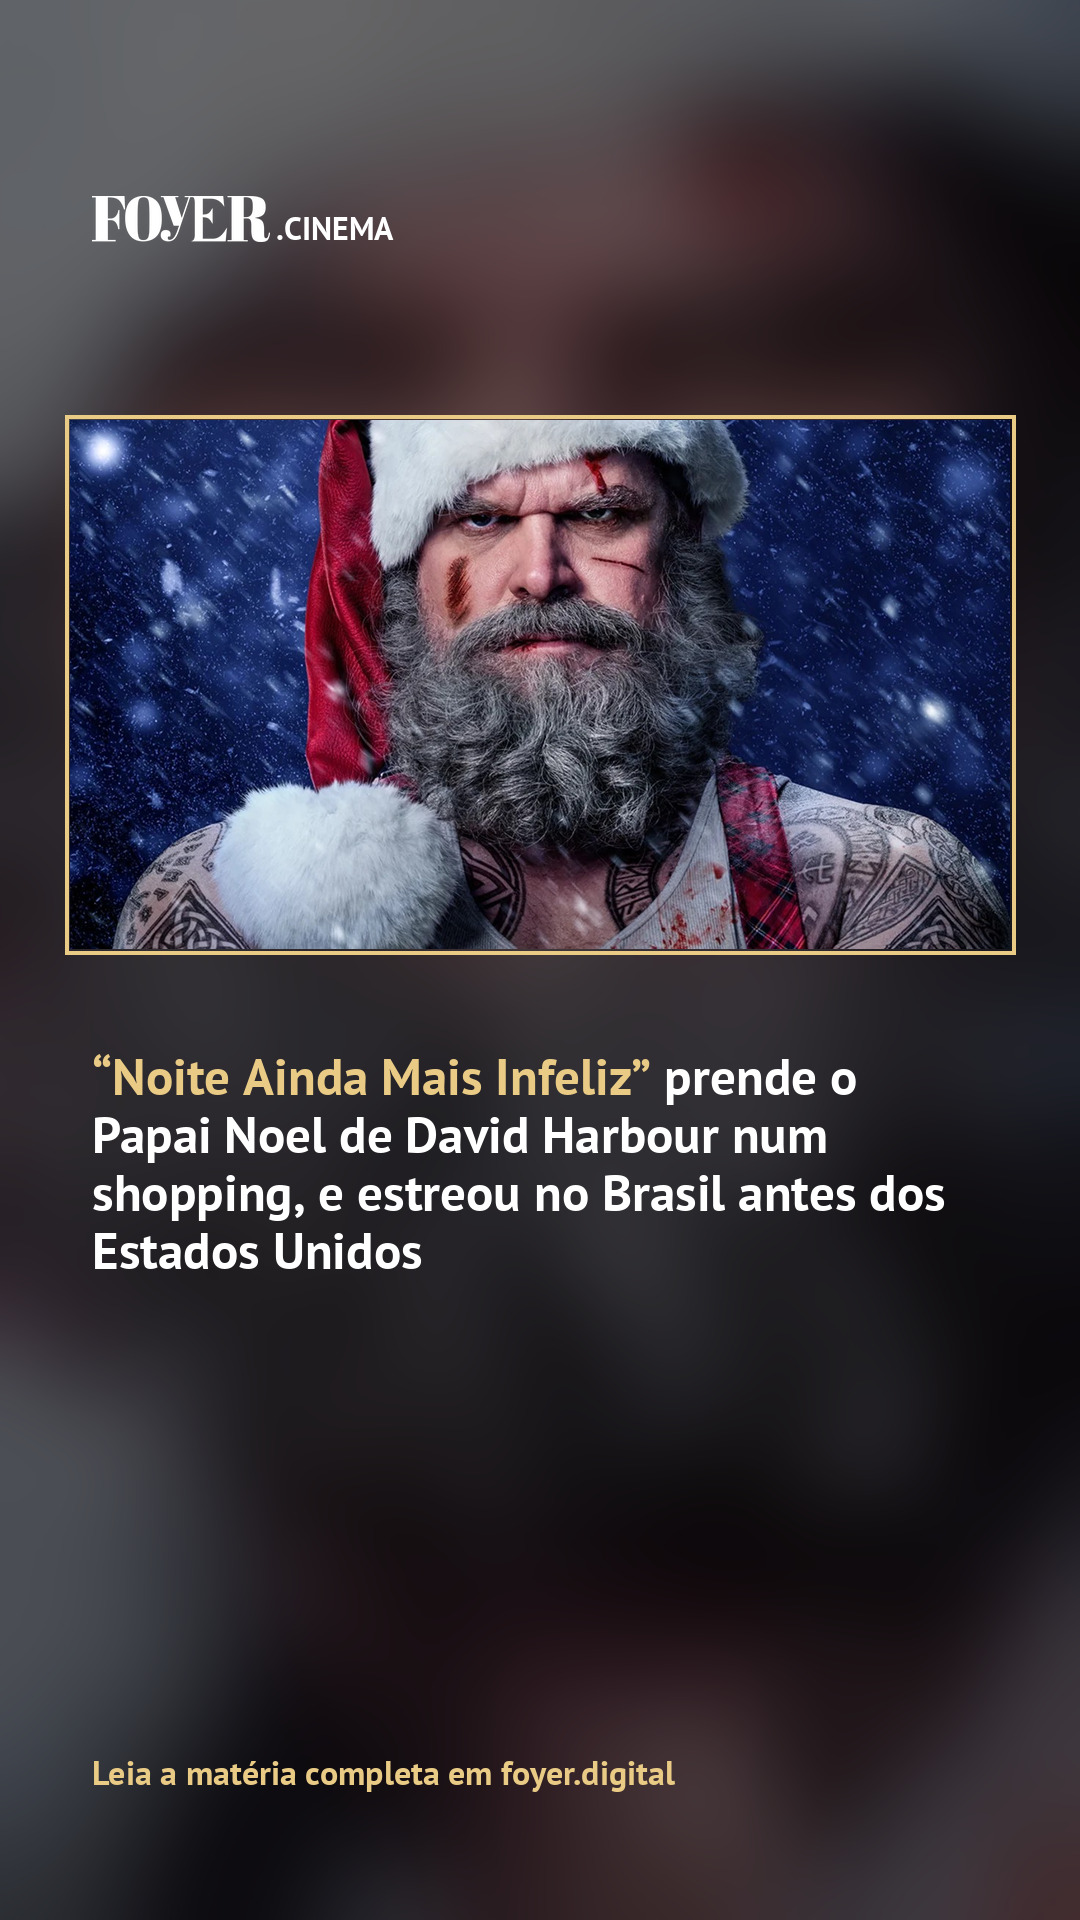 FOYER.CINEMA
“Noite Ainda Mais Infeliz” prende o
Papai Noel de David Harbour num
shopping, e estreou no Brasil antes dos
Estados Unidos
Leia a matéria completa em foyer.digital